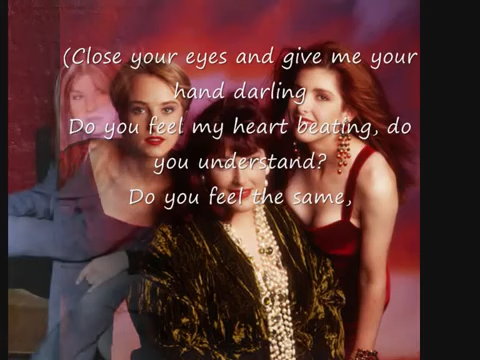 (Close your eyes and give me your
hand darling
Do you feel my heart beating, do
you understand?
Do you feel the same,